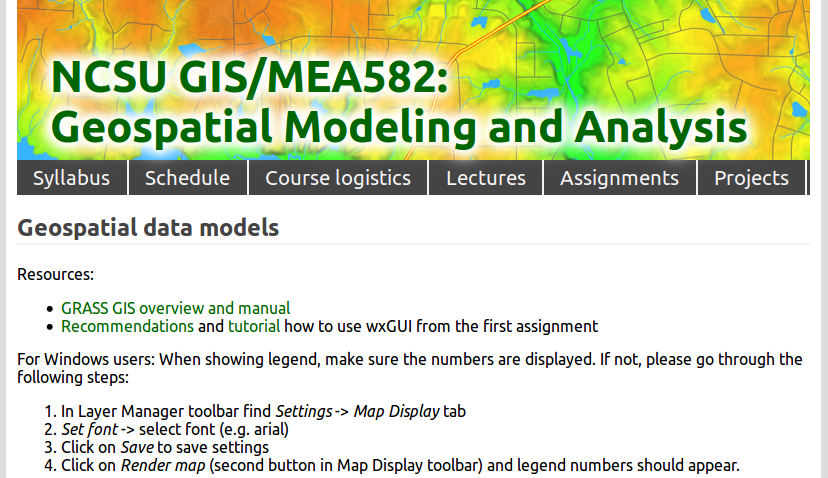 NCSU GIS/MEA582:
Geospatial Modeling and Analysis
Syllabus Schedule Course logistics Lectures Assignments Projects
Geospatial data models
Resources:
• GRASS GIS overview and manual
• Recommendations and tutorial how to use wxGUI from the first assignment
For Windows users: When showing legend, make sure the numbers are displayed. If not, please go through the
following steps:
1. In Layer Manager toolbar find Settings -> Map Display tab
2. Set font -> select font (e.g. arial)
3. Click on Save to save settings
4. Click on Render map (second button in Map Display toolbar) and legend numbers should appear.